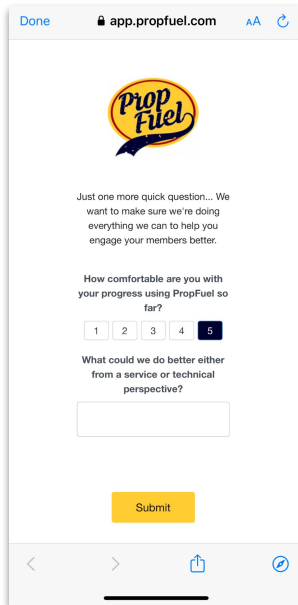 Done
app.propfuel.com
AA
Prop
Fuel
Just one more quick question... We
want to make sure we're doing
everything we can to help you
engage your members better.
How comfortable are you with
your progress using PropFuel so
far?
1 2 3 4 5
What could we do better either
from a service or technical
perspective?
Submit